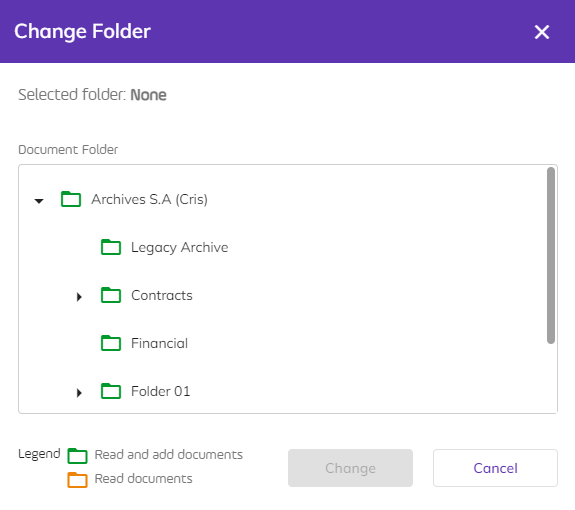 Change Folder
Selected folder: None
Document Folder
Archives S.A (Cris)
Legacy Archive
Contracts
Financial
Folder 01
Legend Read and add documents
Read documents
Change
Cancel